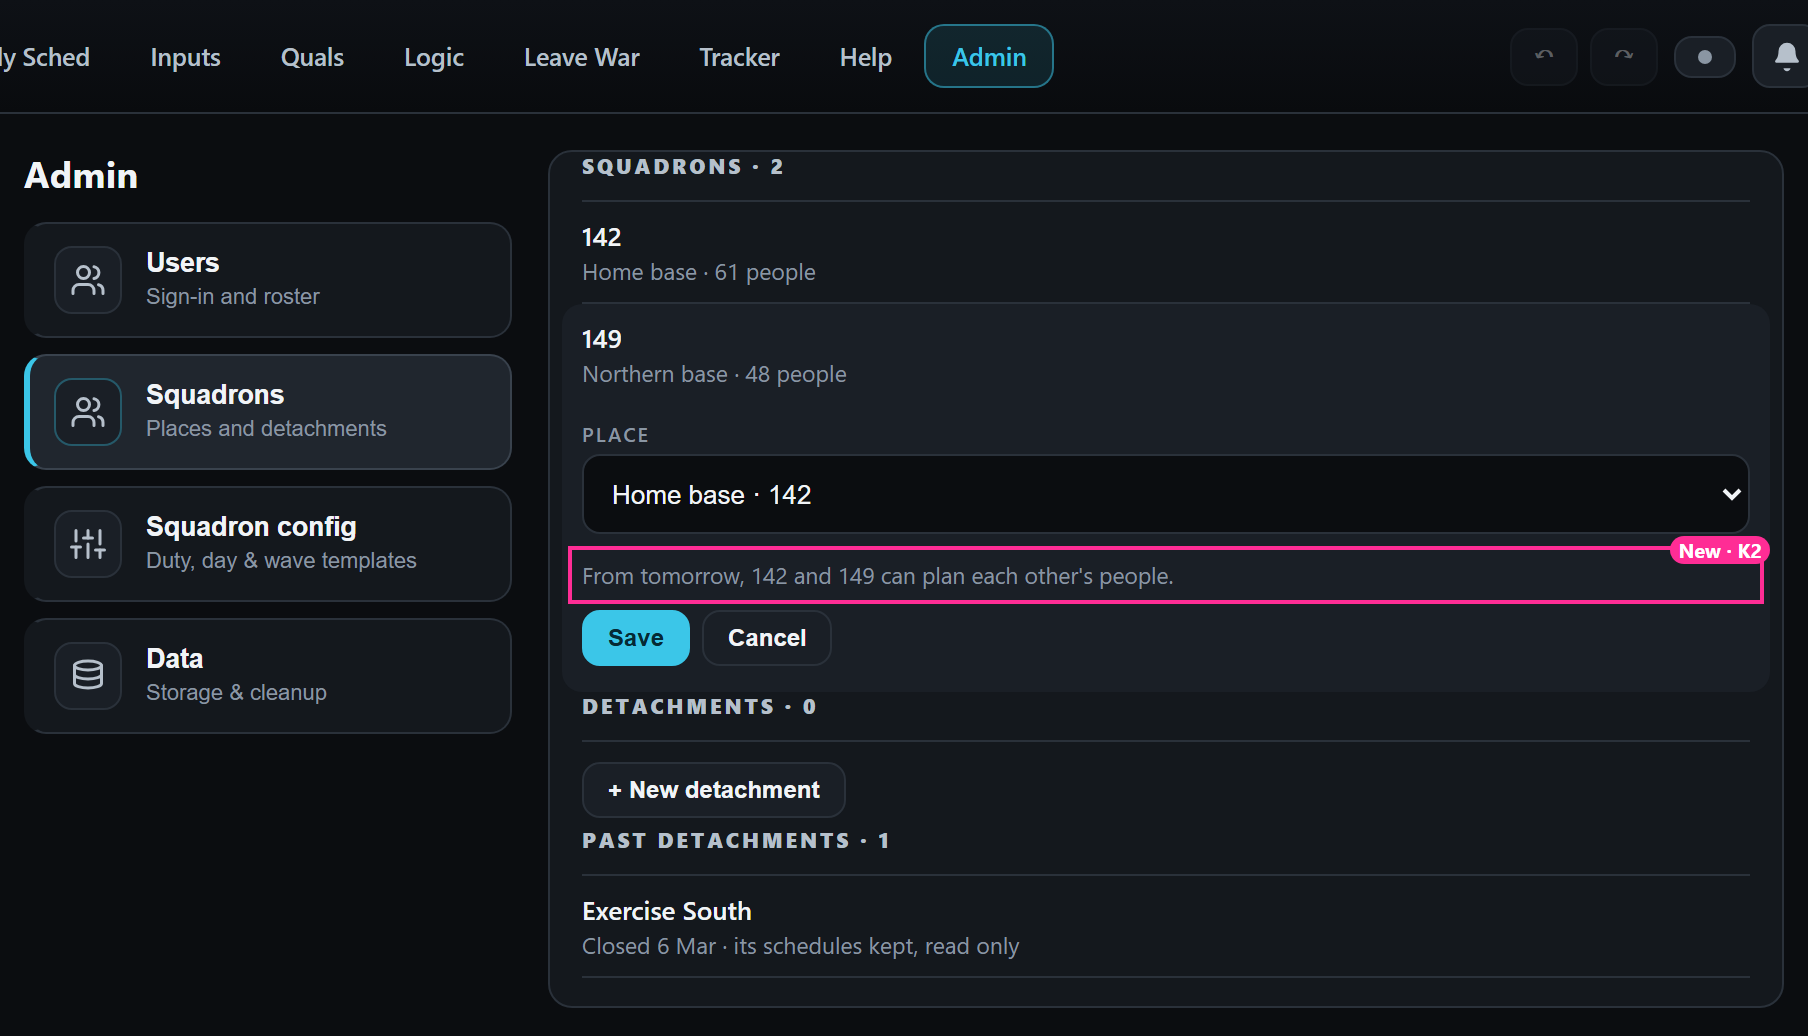 ly Sched
Inputs
Quals
Logic
Leave War
Tracker
Help
Admin
Admin
Users
Sign-in and roster
Squadrons
Places and detachments
Squadron config
Duty, day & wave templates
Data
Storage & cleanup
SQUADRONS · 2
142
Home base · 61 people
149
Northern base · 48 people
PLACE
Home base · 142
New · K2
From tomorrow, 142 and 149 can plan each other's people.
Save
Cancel
DETACHMENTS · 0
+ New detachment
PAST DETACHMENTS · 1
Exercise South
Closed 6 Mar · its schedules kept, read only